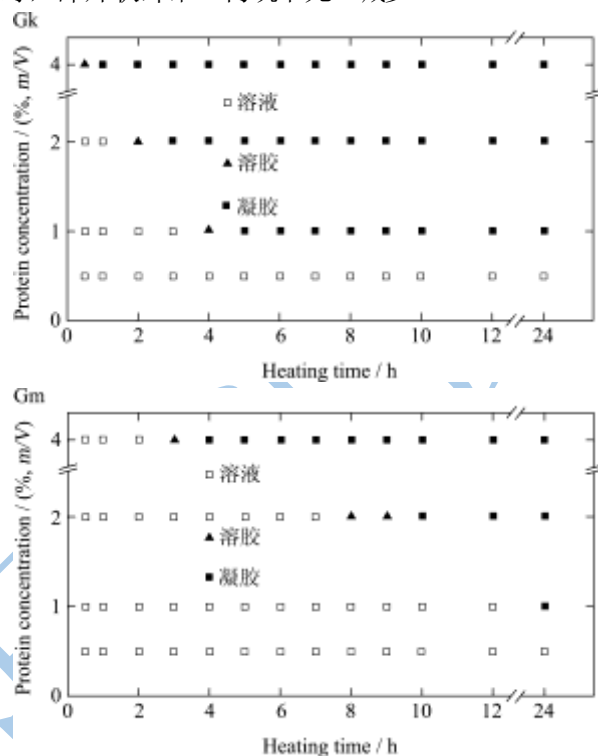 Gk
Protein concentration / (%, m/V)
4
2
1
0
溶液
溶胶
凝胶
0 2 4 6 8 10 12 24
Heating time / h
Gm
Protein concentration / (%, m/V)
4
2
1
0
溶液
溶胶
凝胶
0 2 4 6 8 10 12 24
Heating time / h